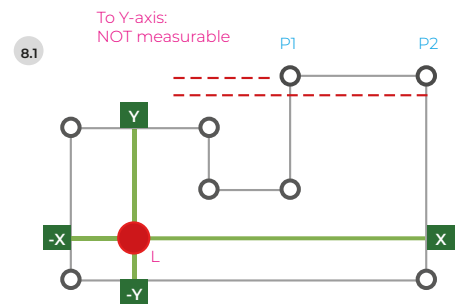 To Y-axis:
NOT measurable
8.1
P1
P2
Y
-X
X
L
-Y